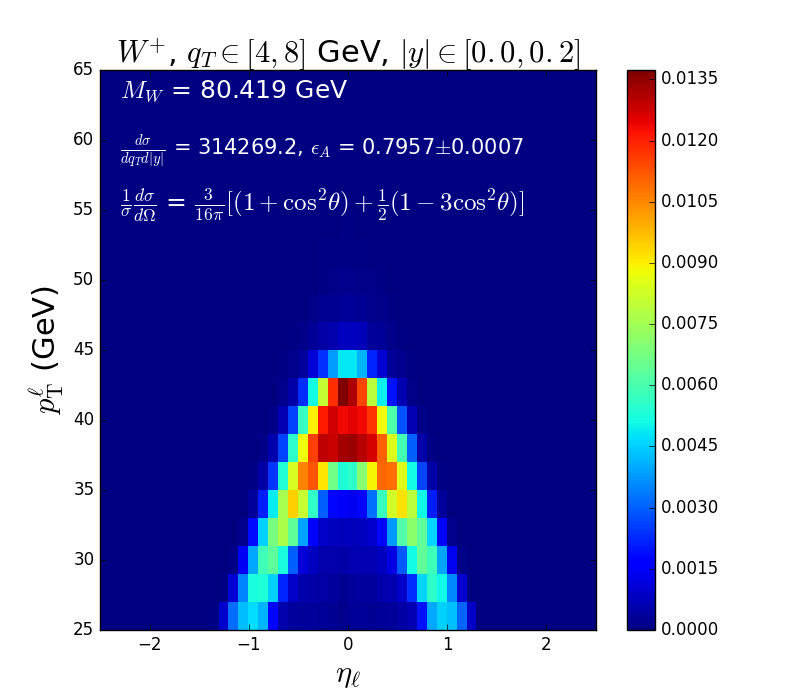 W⁺, q_T ∈ [4, 8] GeV, |y| ∈ [0.0, 0.2]
65
M_W = 80.419 GeV
60
dσ/dq_Td|y| = 314269.2, ϵ_A = 0.7957±0.0007
1/σ dσ/dΩ = 3/16π [(1 + cos²θ) + 1/2(1 − 3cos²θ)]
55
50
45
40
35
30
25
p_T^ℓ (GeV)
−2 −1 0 1 2
η_ℓ
0.0135
0.0120
0.0105
0.0090
0.0075
0.0060
0.0045
0.0030
0.0015
0.0000